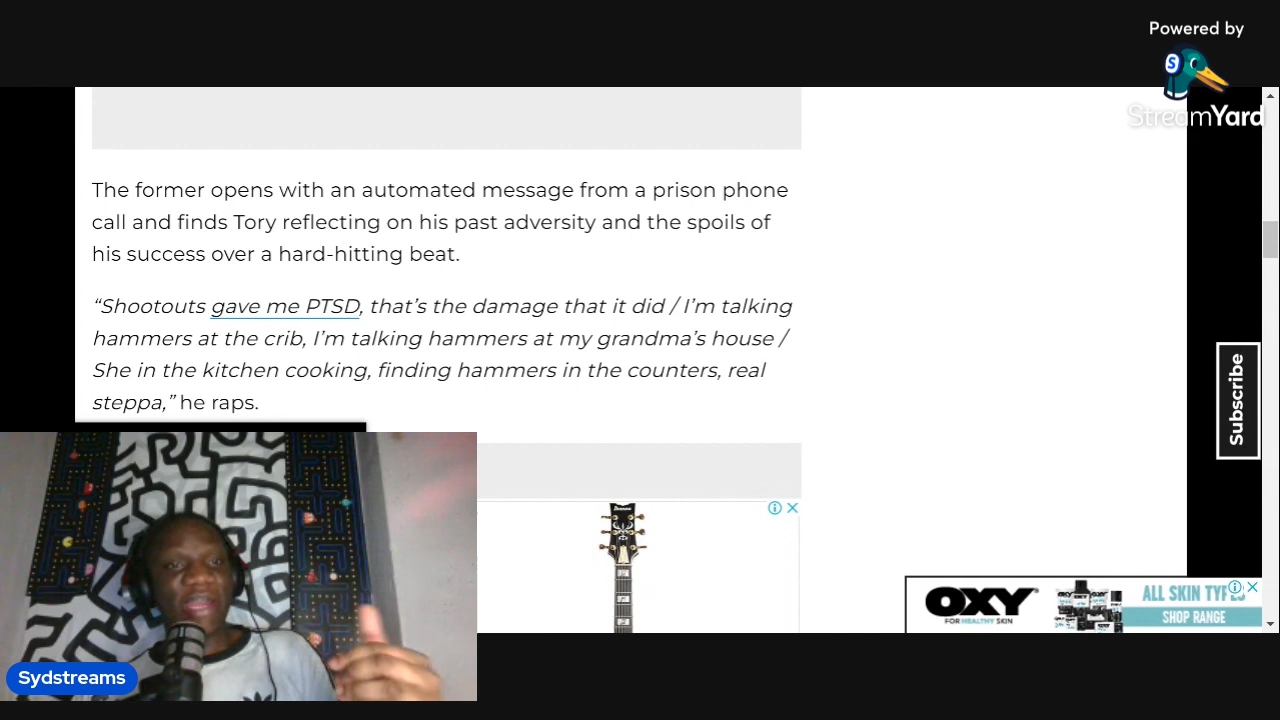 Powered by
S
StreamYard
The former opens with an automated message from a prison phone
call and finds Tory reflecting on his past adversity and the spoils of
his success over a hard-hitting beat.
“Shootouts gave me PTSD, that’s the damage that it did / I’m talking
hammers at the crib, I’m talking hammers at my grandma’s house /
She in the kitchen cooking, finding hammers in the counters, real
steppa,” he raps.
Subscribe
Ibanez
OXY
FOR HEALTHY SKIN
ALL SKIN TYPES
SHOP RANGE
Sydstreams